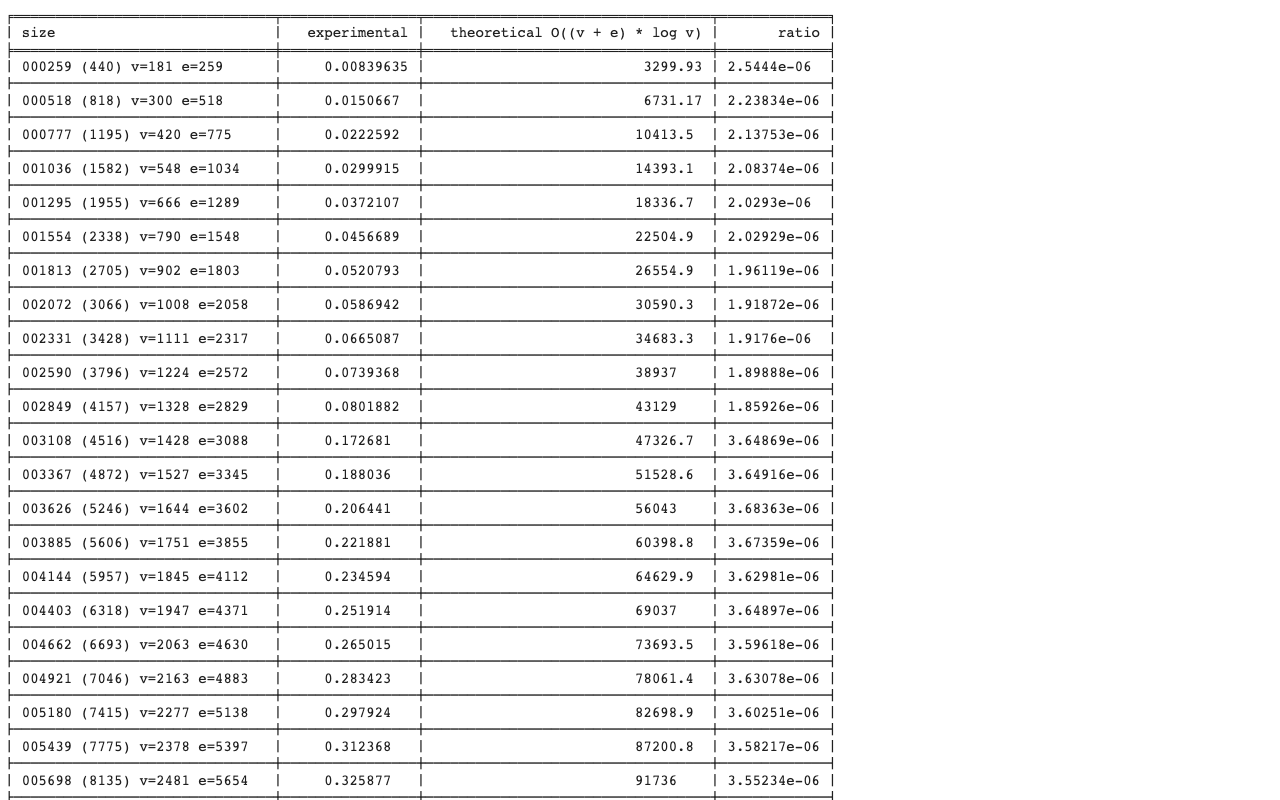 size experimental theoretical O((v + e) * log v) ratio
000259 (440) v=181 e=259 0.00839635 3299.93 2.5444e-06
000518 (818) v=300 e=518 0.0150667 6731.17 2.23834e-06
000777 (1195) v=420 e=775 0.0222592 10413.5 2.13753e-06
001036 (1582) v=548 e=1034 0.0299915 14393.1 2.08374e-06
001295 (1955) v=666 e=1289 0.0372107 18336.7 2.0293e-06
001554 (2338) v=790 e=1548 0.0456689 22504.9 2.02929e-06
001813 (2705) v=902 e=1803 0.0520793 26554.9 1.96119e-06
002072 (3066) v=1008 e=2058 0.0586942 30590.3 1.91872e-06
002331 (3428) v=1111 e=2317 0.0665087 34683.3 1.9176e-06
002590 (3796) v=1224 e=2572 0.0739368 38937 1.89888e-06
002849 (4157) v=1328 e=2829 0.0801882 43129 1.85926e-06
003108 (4516) v=1428 e=3088 0.172681 47326.7 3.64869e-06
003367 (4872) v=1527 e=3345 0.188036 51528.6 3.64916e-06
003626 (5246) v=1644 e=3602 0.206441 56043 3.68363e-06
003885 (5606) v=1751 e=3855 0.221881 60398.8 3.67359e-06
004144 (5957) v=1845 e=4112 0.234594 64629.9 3.62981e-06
004403 (6318) v=1947 e=4371 0.251914 69037 3.64897e-06
004662 (6693) v=2063 e=4630 0.265015 73693.5 3.59618e-06
004921 (7046) v=2163 e=4883 0.283423 78061.4 3.63078e-06
005180 (7415) v=2277 e=5138 0.297924 82698.9 3.60251e-06
005439 (7775) v=2378 e=5397 0.312368 87200.8 3.58217e-06
005698 (8135) v=2481 e=5654 0.325877 91736 3.55234e-06